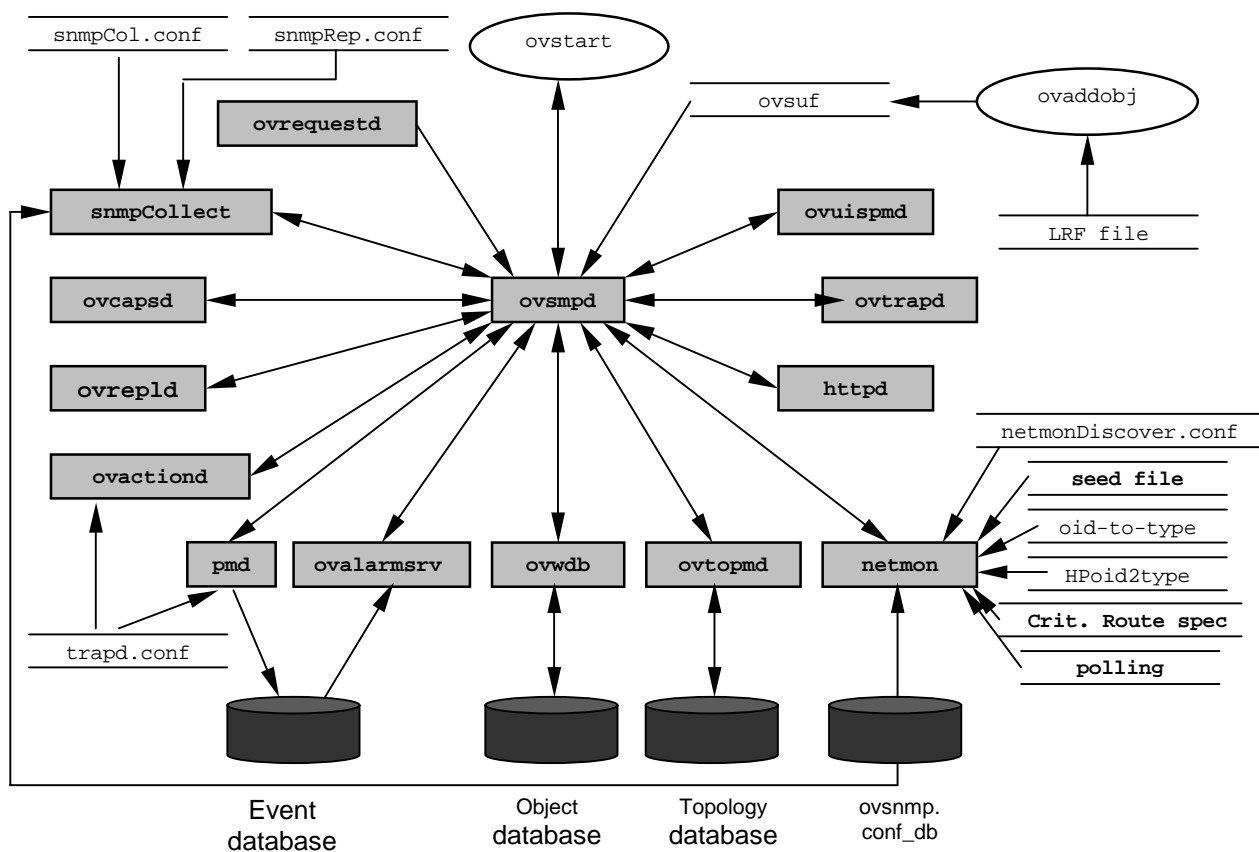 snmpCol.conf
snmpRep.conf
ovstart
ovsuf
ovaddobj
ovrequestd
snmpCollect
ovuispmd
LRF file
ovcapsd
ovsmpd
ovtrapd
ovrepld
httpd
netmonDiscover.conf
ovactiond
seed file
oid-to-type
pmd
ovalarmsrv
ovwdb
ovtopmd
netmon
HPoid2type
Crit. Route spec
trapd.conf
polling
Event
database
Object
database
Topology
database
ovsnmp.
conf_db